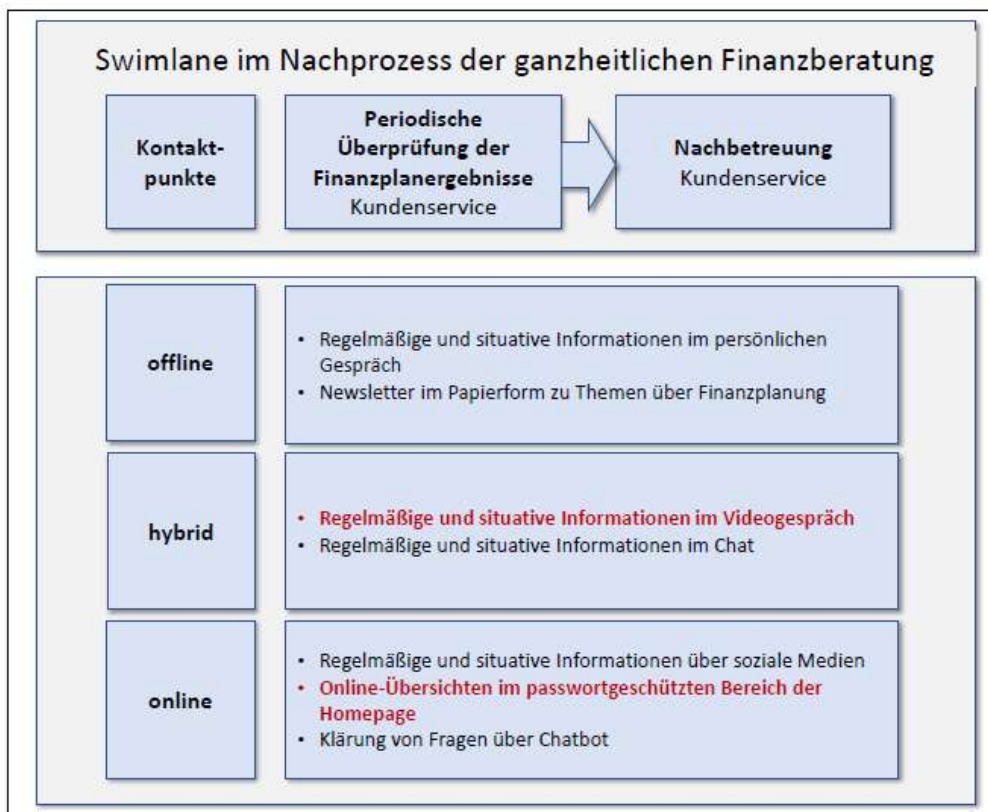 Swimlane im Nachprozess der ganzheitlichen Finanzberatung
Kontakt-
punkte
Periodische
Überprüfung der
Finanzplanergebnisse
Kundenservice
Nachbetreuung
Kundenservice
offline
• Regelmäßige und situative Informationen im persönlichen
Gespräch
• Newsletter im Papierform zu Themen über Finanzplanung
hybrid
• Regelmäßige und situative Informationen im Videogespräch
• Regelmäßige und situative Informationen im Chat
online
• Regelmäßige und situative Informationen über soziale Medien
• Online-Übersichten im passwortgeschützten Bereich der
Homepage
• Klärung von Fragen über Chatbot